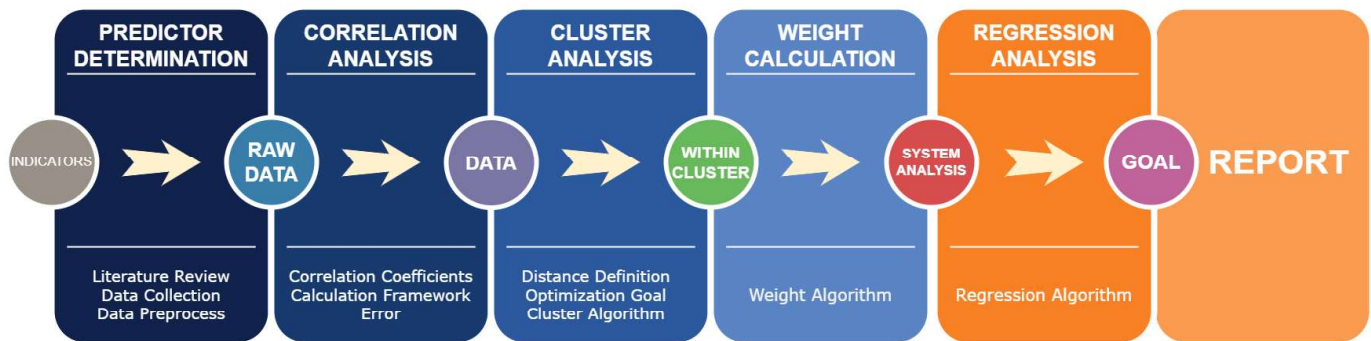 PREDICTOR
DETERMINATION
CORRELATION
ANALYSIS
CLUSTER
ANALYSIS
WEIGHT
CALCULATION
REGRESSION
ANALYSIS
INDICATORS
RAW
DATA
DATA
WITHIN
CLUSTER
SYSTEM
ANALYSIS
GOAL
REPORT
Literature Review
Data Collection
Data Preprocess
Correlation Coefficients
Calculation Framework
Error
Distance Definition
Optimization Goal
Cluster Algorithm
Weight Algorithm
Regression Algorithm